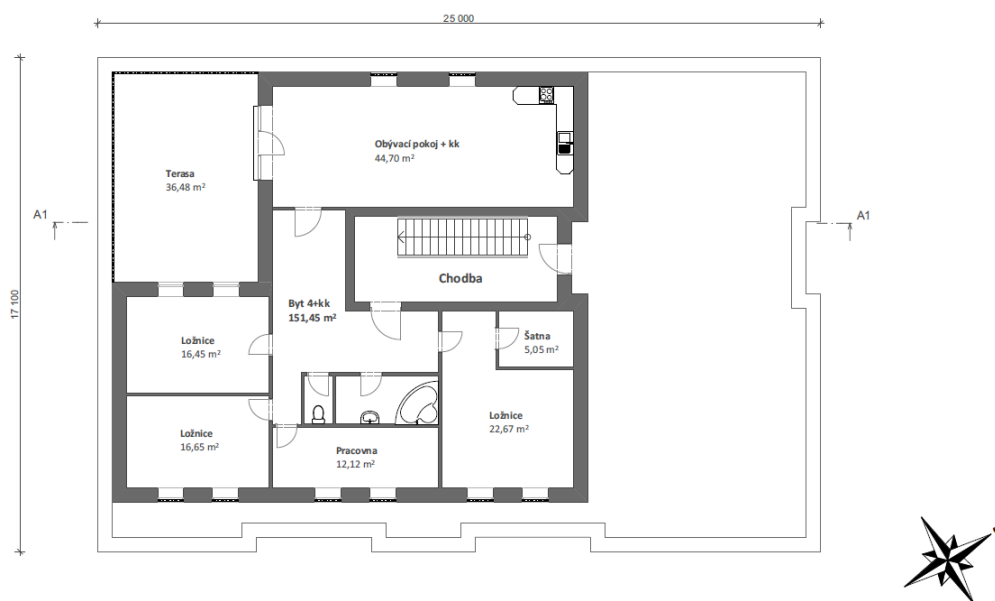 25 000
17 100
Obývací pokoj + kk
44,70 m²
Terasa
36,48 m²
A1
A1
Chodba
Byt 4+kk
151,45 m²
Ložnice
16,45 m²
Šatna
5,05 m²
Ložnice
16,65 m²
Ložnice
22,67 m²
Pracovna
12,12 m²